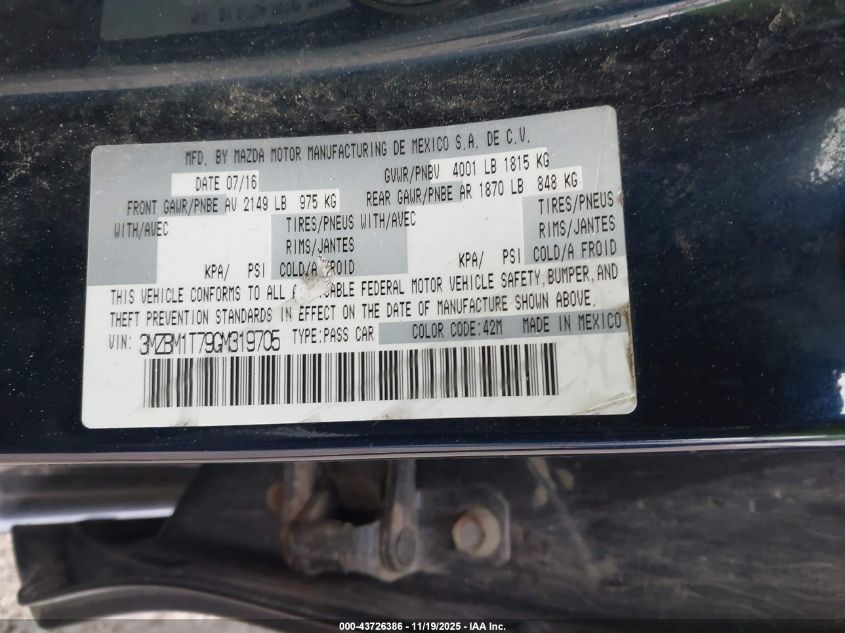 MFD. BY MAZDA MOTOR MANUFACTURING DE MEXICO S.A. DE C.V.
DATE 07/16 GVWR/PNBV 4001 LB 1815 KG
FRONT GAWR/PNBE AV 2149 LB 975 KG REAR GAWR/PNBE AR 1870 LB 848 KG
WITH/AVEC TIRES/PNEUS WITH/AVEC TIRES/PNEUS
RIMS/JANTES RIMS/JANTES
KPA/ PSI COLD/A FROID KPA/ PSI COLD/A FROID
THIS VEHICLE CONFORMS TO ALL FEDERAL MOTOR VEHICLE SAFETY, BUMPER, AND
THEFT PREVENTION STANDARDS IN EFFECT ON THE DATE OF MANUFACTURE SHOWN ABOVE.
VIN: 3MZBM1T79GM319705 TYPE:PASS CAR COLOR CODE:42M MADE IN MEXICO
000-43726386 - 11/19/2025 - IAA Inc.